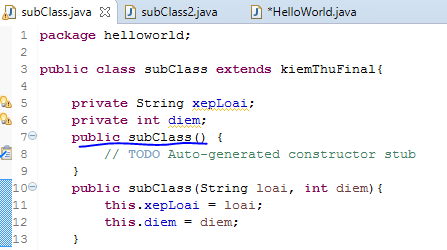 subClass.java subClass2.java *HelloWorld.java
1 package helloworld;
2
3 public class subClass extends kiemThuFinal{
4
5 private String xepLoai;
6 private int diem;
7 public subClass() {
8 // TODO Auto-generated constructor stub
9 }
10 public subClass(String loai, int diem){
11 this.xepLoai = loai;
12 this.diem = diem;
13 }